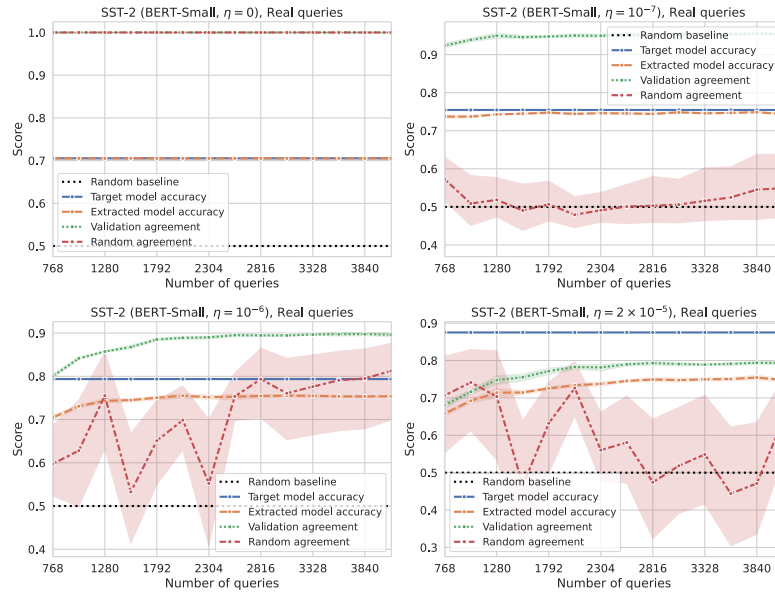 SST-2 (BERT-Small, η = 0), Real queries
1.0
0.9
0.8
0.7
0.6
0.5
Score
Random baseline
Target model accuracy
Extracted model accuracy
Validation agreement
Random agreement
768 1280 1792 2304 2816 3328 3840
Number of queries
SST-2 (BERT-Small, η = 10⁻⁷), Real queries
0.9
0.8
0.7
0.6
0.5
0.4
Score
Random baseline
Target model accuracy
Extracted model accuracy
Validation agreement
Random agreement
768 1280 1792 2304 2816 3328 3840
Number of queries
SST-2 (BERT-Small, η = 10⁻⁶), Real queries
0.9
0.8
0.7
0.6
0.5
0.4
Score
Random baseline
Target model accuracy
Extracted model accuracy
Validation agreement
Random agreement
768 1280 1792 2304 2816 3328 3840
Number of queries
SST-2 (BERT-Small, η = 2 × 10⁻⁵), Real queries
0.9
0.8
0.7
0.6
0.5
0.4
0.3
Score
Random baseline
Target model accuracy
Extracted model accuracy
Validation agreement
Random agreement
768 1280 1792 2304 2816 3328 3840
Number of queries